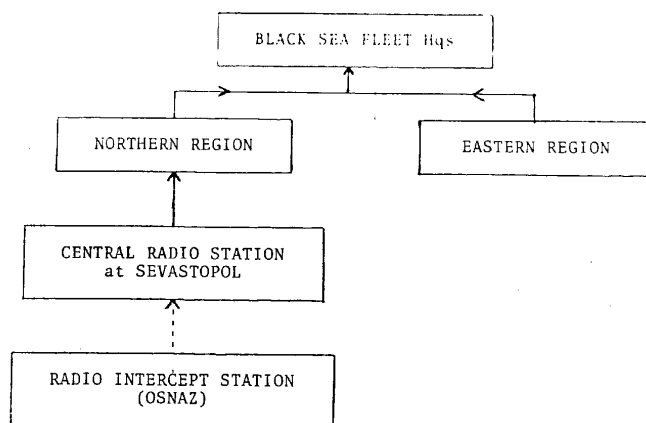 BLACK SEA FLEET Hqs
NORTHERN REGION
EASTERN REGION
CENTRAL RADIO STATION
at SEVASTOPOL
RADIO INTERCEPT STATION
(OSNAZ)